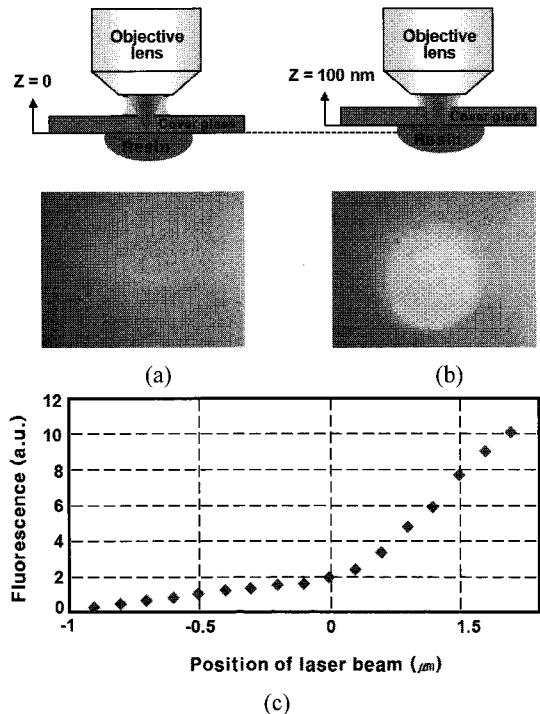 Objective
lens
Objective
lens
Z = 0
Z = 100 nm
Cover glass
Cover glass
Resin
Resin
(a)
(b)
12
10
8
6
4
2
0
-1
-0.5
0
1.5
Fluorescence (a.u.)
Position of laser beam (㎛)
(c)